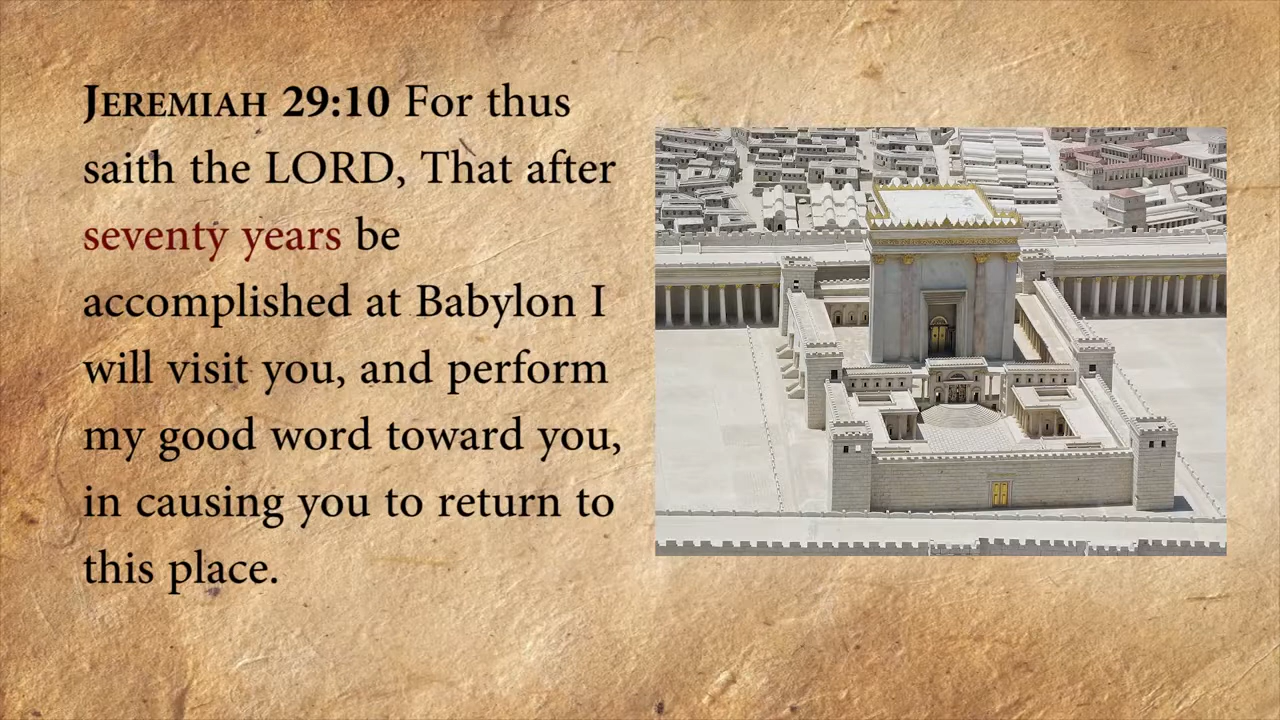 JEREMIAH 29:10 For thus
saith the LORD, That after
seventy years be
accomplished at Babylon I
will visit you, and perform
my good word toward you,
in causing you to return to
this place.